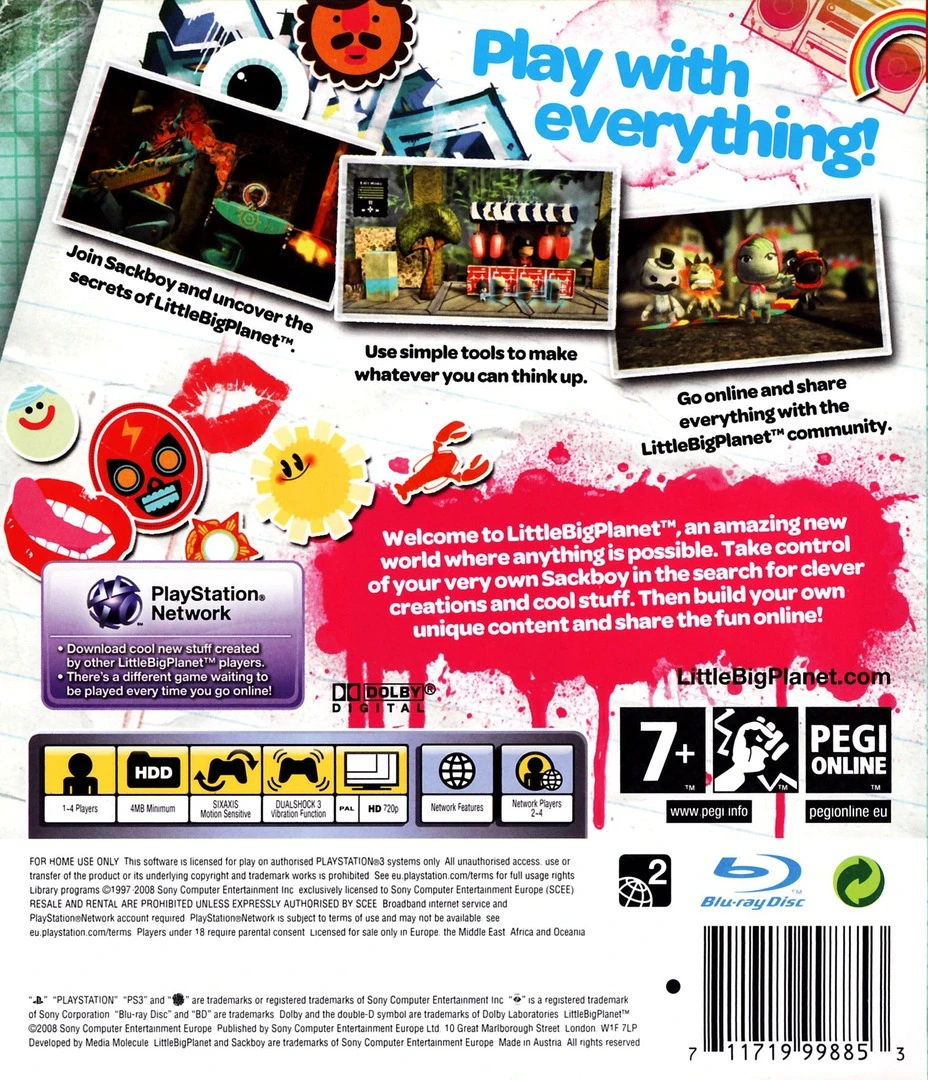 Play with
everything!
Join Sackboy and uncover the
secrets of LittleBigPlanet™.
Use simple tools to make
whatever you can think up.
Go online and share
everything with the
LittleBigPlanet™ community.
Welcome to LittleBigPlanet™, an amazing new
world where anything is possible. Take control
of your very own Sackboy in the search for clever
creations and cool stuff. Then build your own
unique content and share the fun online!
PlayStation®
Network
• Download cool new stuff created
by other LittleBigPlanet™ players.
• There's a different game waiting to
be played every time you go online!
DOLBY®
DIGITAL
LittleBigPlanet.com
7+
PEGI
ONLINE
www.pegi.info
pegionline.eu
HDD
1-4 Players
4MB Minimum
SIXAXIS
Motion Sensitive
DUALSHOCK 3
Vibration Function
PAL
HD 720p
Network Features
Network Players
2-4
FOR HOME USE ONLY This software is licensed for play on authorised PLAYSTATION®3 systems only. All unauthorised access, use or
transfer of the product or its underlying copyright and trademark works is prohibited. See eu.playstation.com/terms for full usage rights.
Library programs ©1997-2008 Sony Computer Entertainment Inc. exclusively licensed to Sony Computer Entertainment Europe (SCEE).
RESALE AND RENTAL ARE PROHIBITED UNLESS EXPRESSLY AUTHORISED BY SCEE. Broadband internet service and
PlayStation®Network account required. PlayStation®Network is subject to terms of use and may not be available, see
eu.playstation.com/terms. Players under 18 require parental consent. Licensed for sale only in Europe, the Middle East, Africa and Oceania.
2
Blu-ray Disc™
" " "PLAYSTATION" "PS3" and " " are trademarks or registered trademarks of Sony Computer Entertainment Inc. " " is a registered trademark
of Sony Corporation. "Blu-ray Disc" and "BD" are trademarks. Dolby and the double-D symbol are trademarks of Dolby Laboratories. LittleBigPlanet™
©2008 Sony Computer Entertainment Europe. Published by Sony Computer Entertainment Europe Ltd. 10 Great Marlborough Street, London, W1F 7LP.
Developed by Media Molecule. LittleBigPlanet and Sackboy are trademarks of Sony Computer Entertainment Europe. Made in Austria. All rights reserved.
7 11719 99885 3